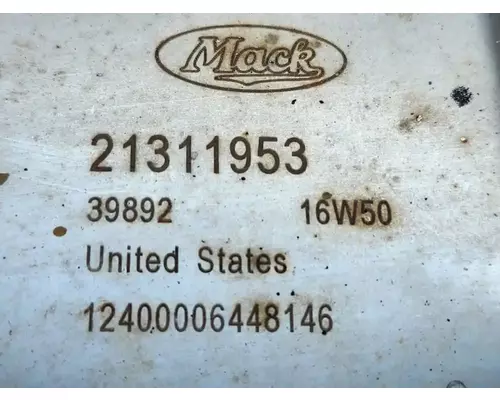 Mack
21311953
39892 16W50
United States
12400006448146